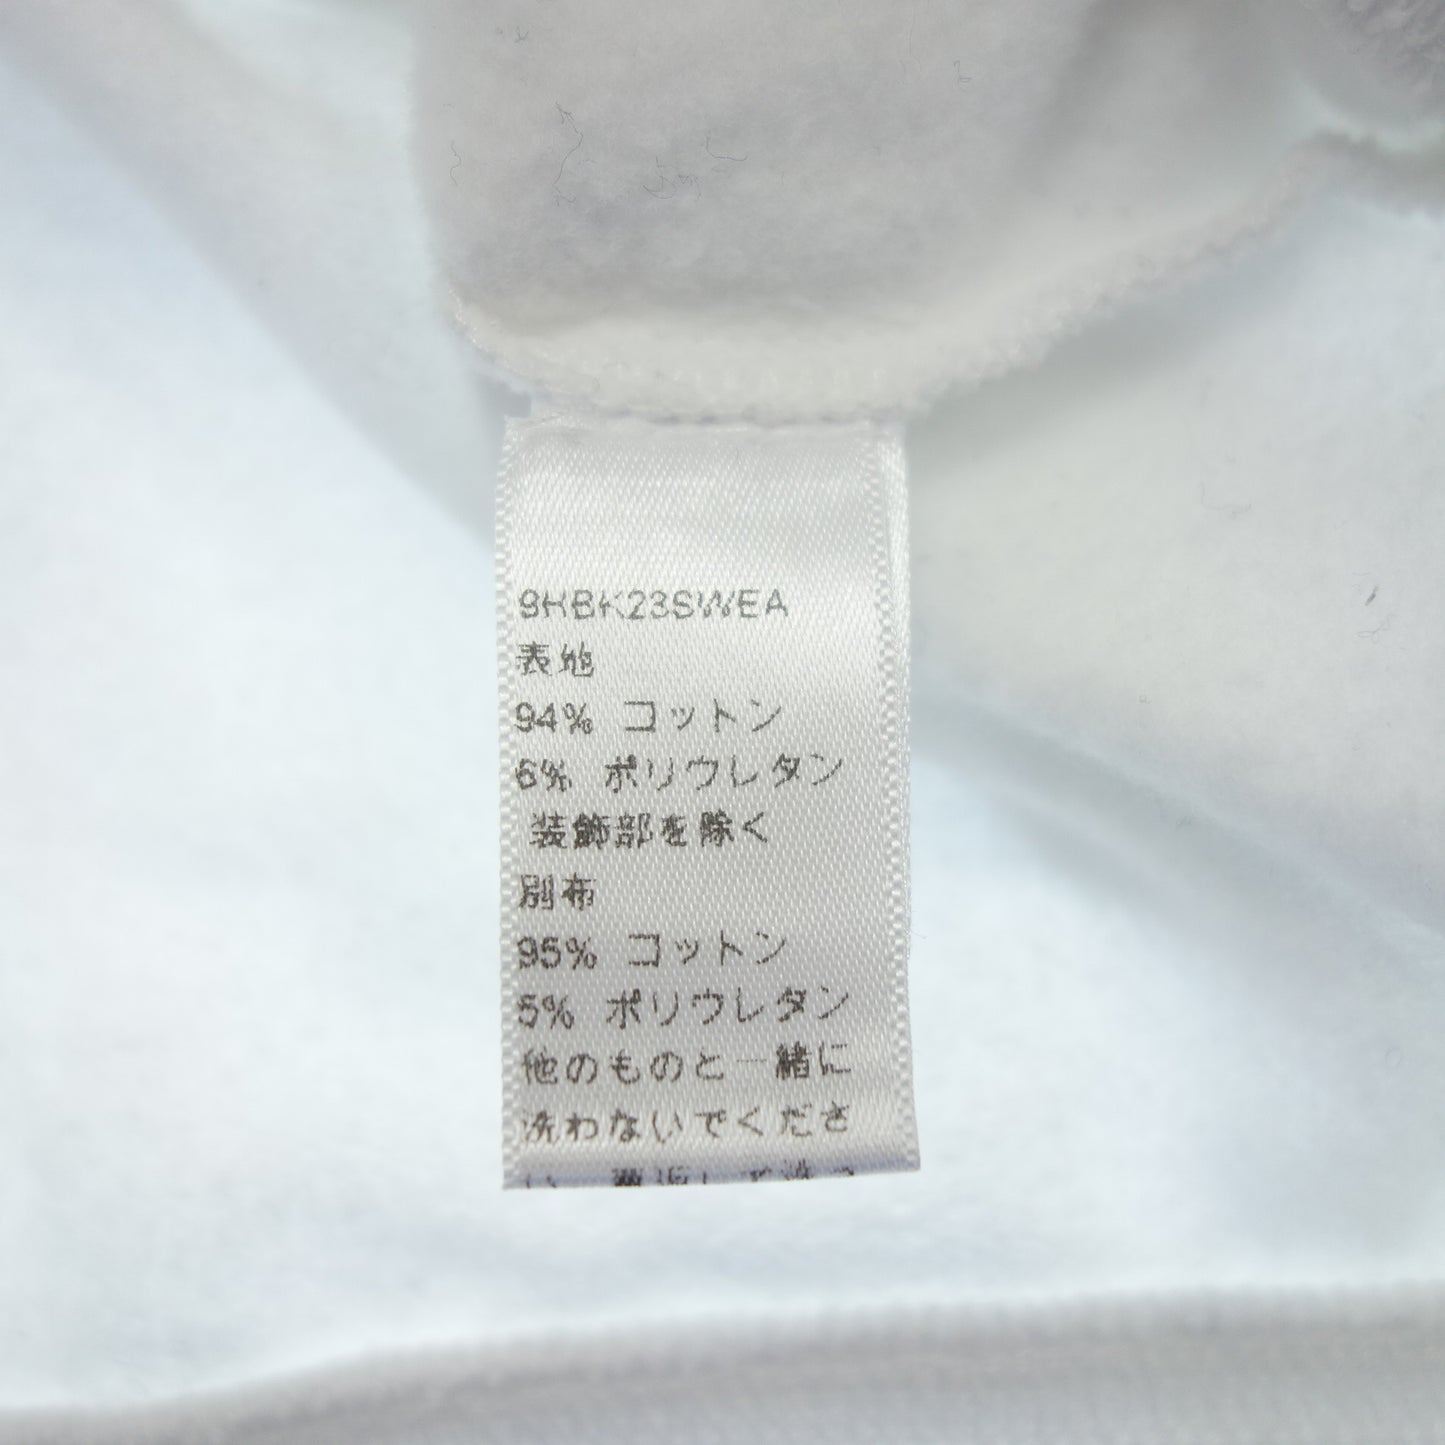 9HBK23SWEA
表地
94% コットン
6% ポリウレタン
装飾部を除く
別布
95% コットン
5% ポリウレタン
他のものと一緒に
洗わないでくださ